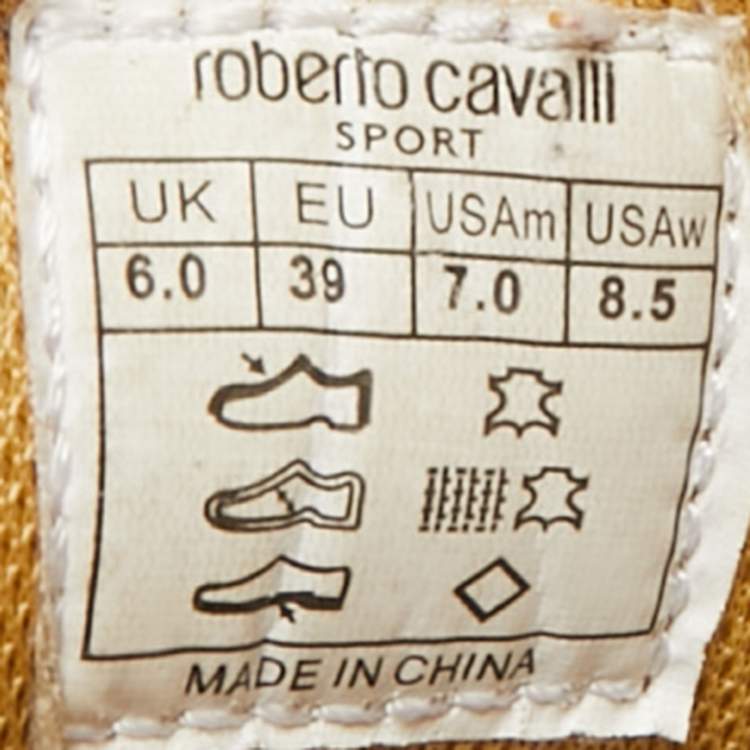 roberto cavalli
SPORT
UK EU USAm USAw
6.0 39 7.0 8.5
MADE IN CHINA